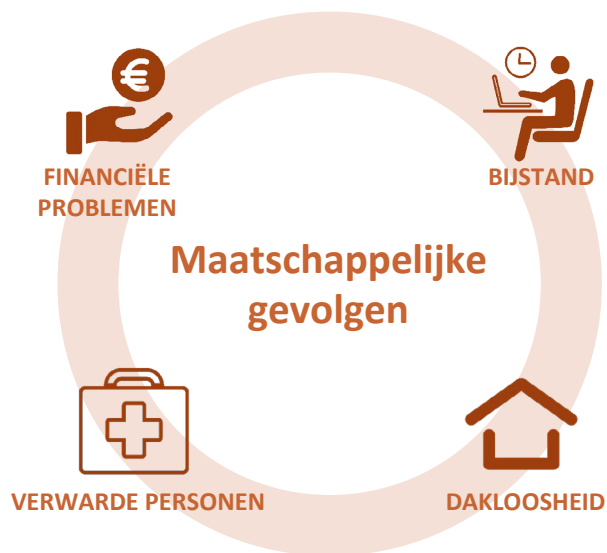 FINANCIËLE
PROBLEMEN
BIJSTAND
Maatschappelijke
gevolgen
VERWARDE PERSONEN
DAKLOOSHEID